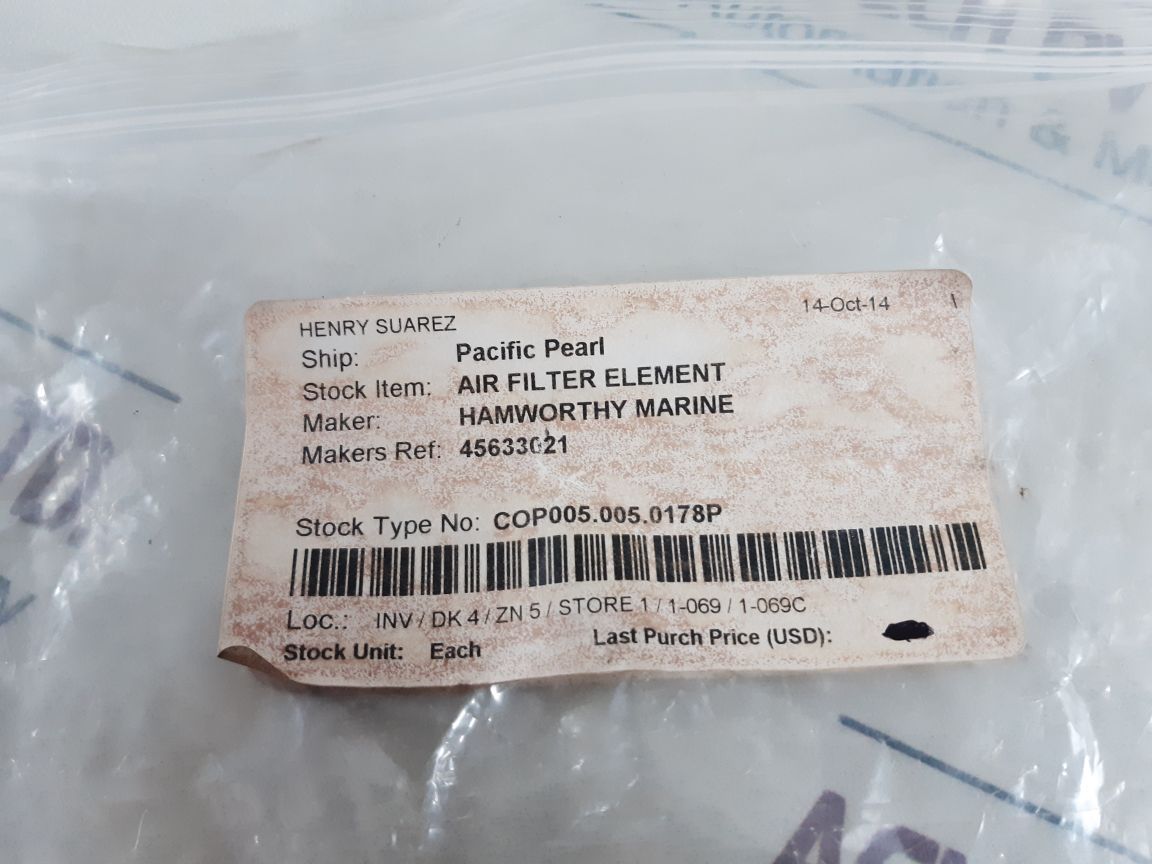 HENRY SUAREZ 14-Oct-14
Ship: Pacific Pearl
Stock Item: AIR FILTER ELEMENT
Maker: HAMWORTHY MARINE
Makers Ref: 45633021
Stock Type No: COP005.005.0178P
Loc.: INV / DK 4 / ZN 5 / STORE 1 / 1-069 / 1-069C
Stock Unit: Each Last Purch Price (USD):